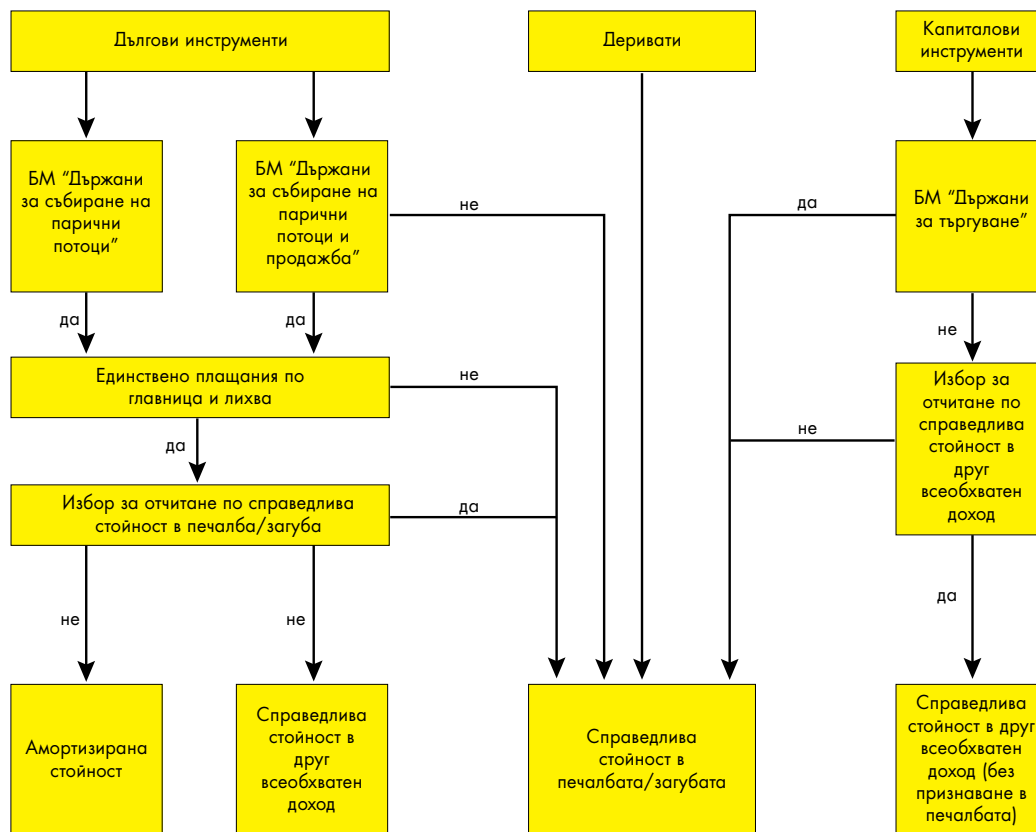 Дългови инструменти
Деривати
Капиталови
инструменти
БМ “Държани
за събиране на
парични
потоци”
БМ “Държани
за събиране на
парични
потоци и
продажба”
не
да
БМ “Държани
за търгуване”
да
да
не
Единствено плащания по
главница и лихва
не
Избор за
отчитане по
справедлива
стойност в
друг
всеобхватен
доход
не
да
Избор за отчитане по справедлива
стойност в печалба/загуба
да
не
не
да
Амортизирана
стойност
Справедлива
стойност в
друг
всеобхватен
доход
Справедлива
стойност в
печалбата/загубата
Справедлива
стойност в друг
всеобхватен
доход (без
признаване в
печалбата)